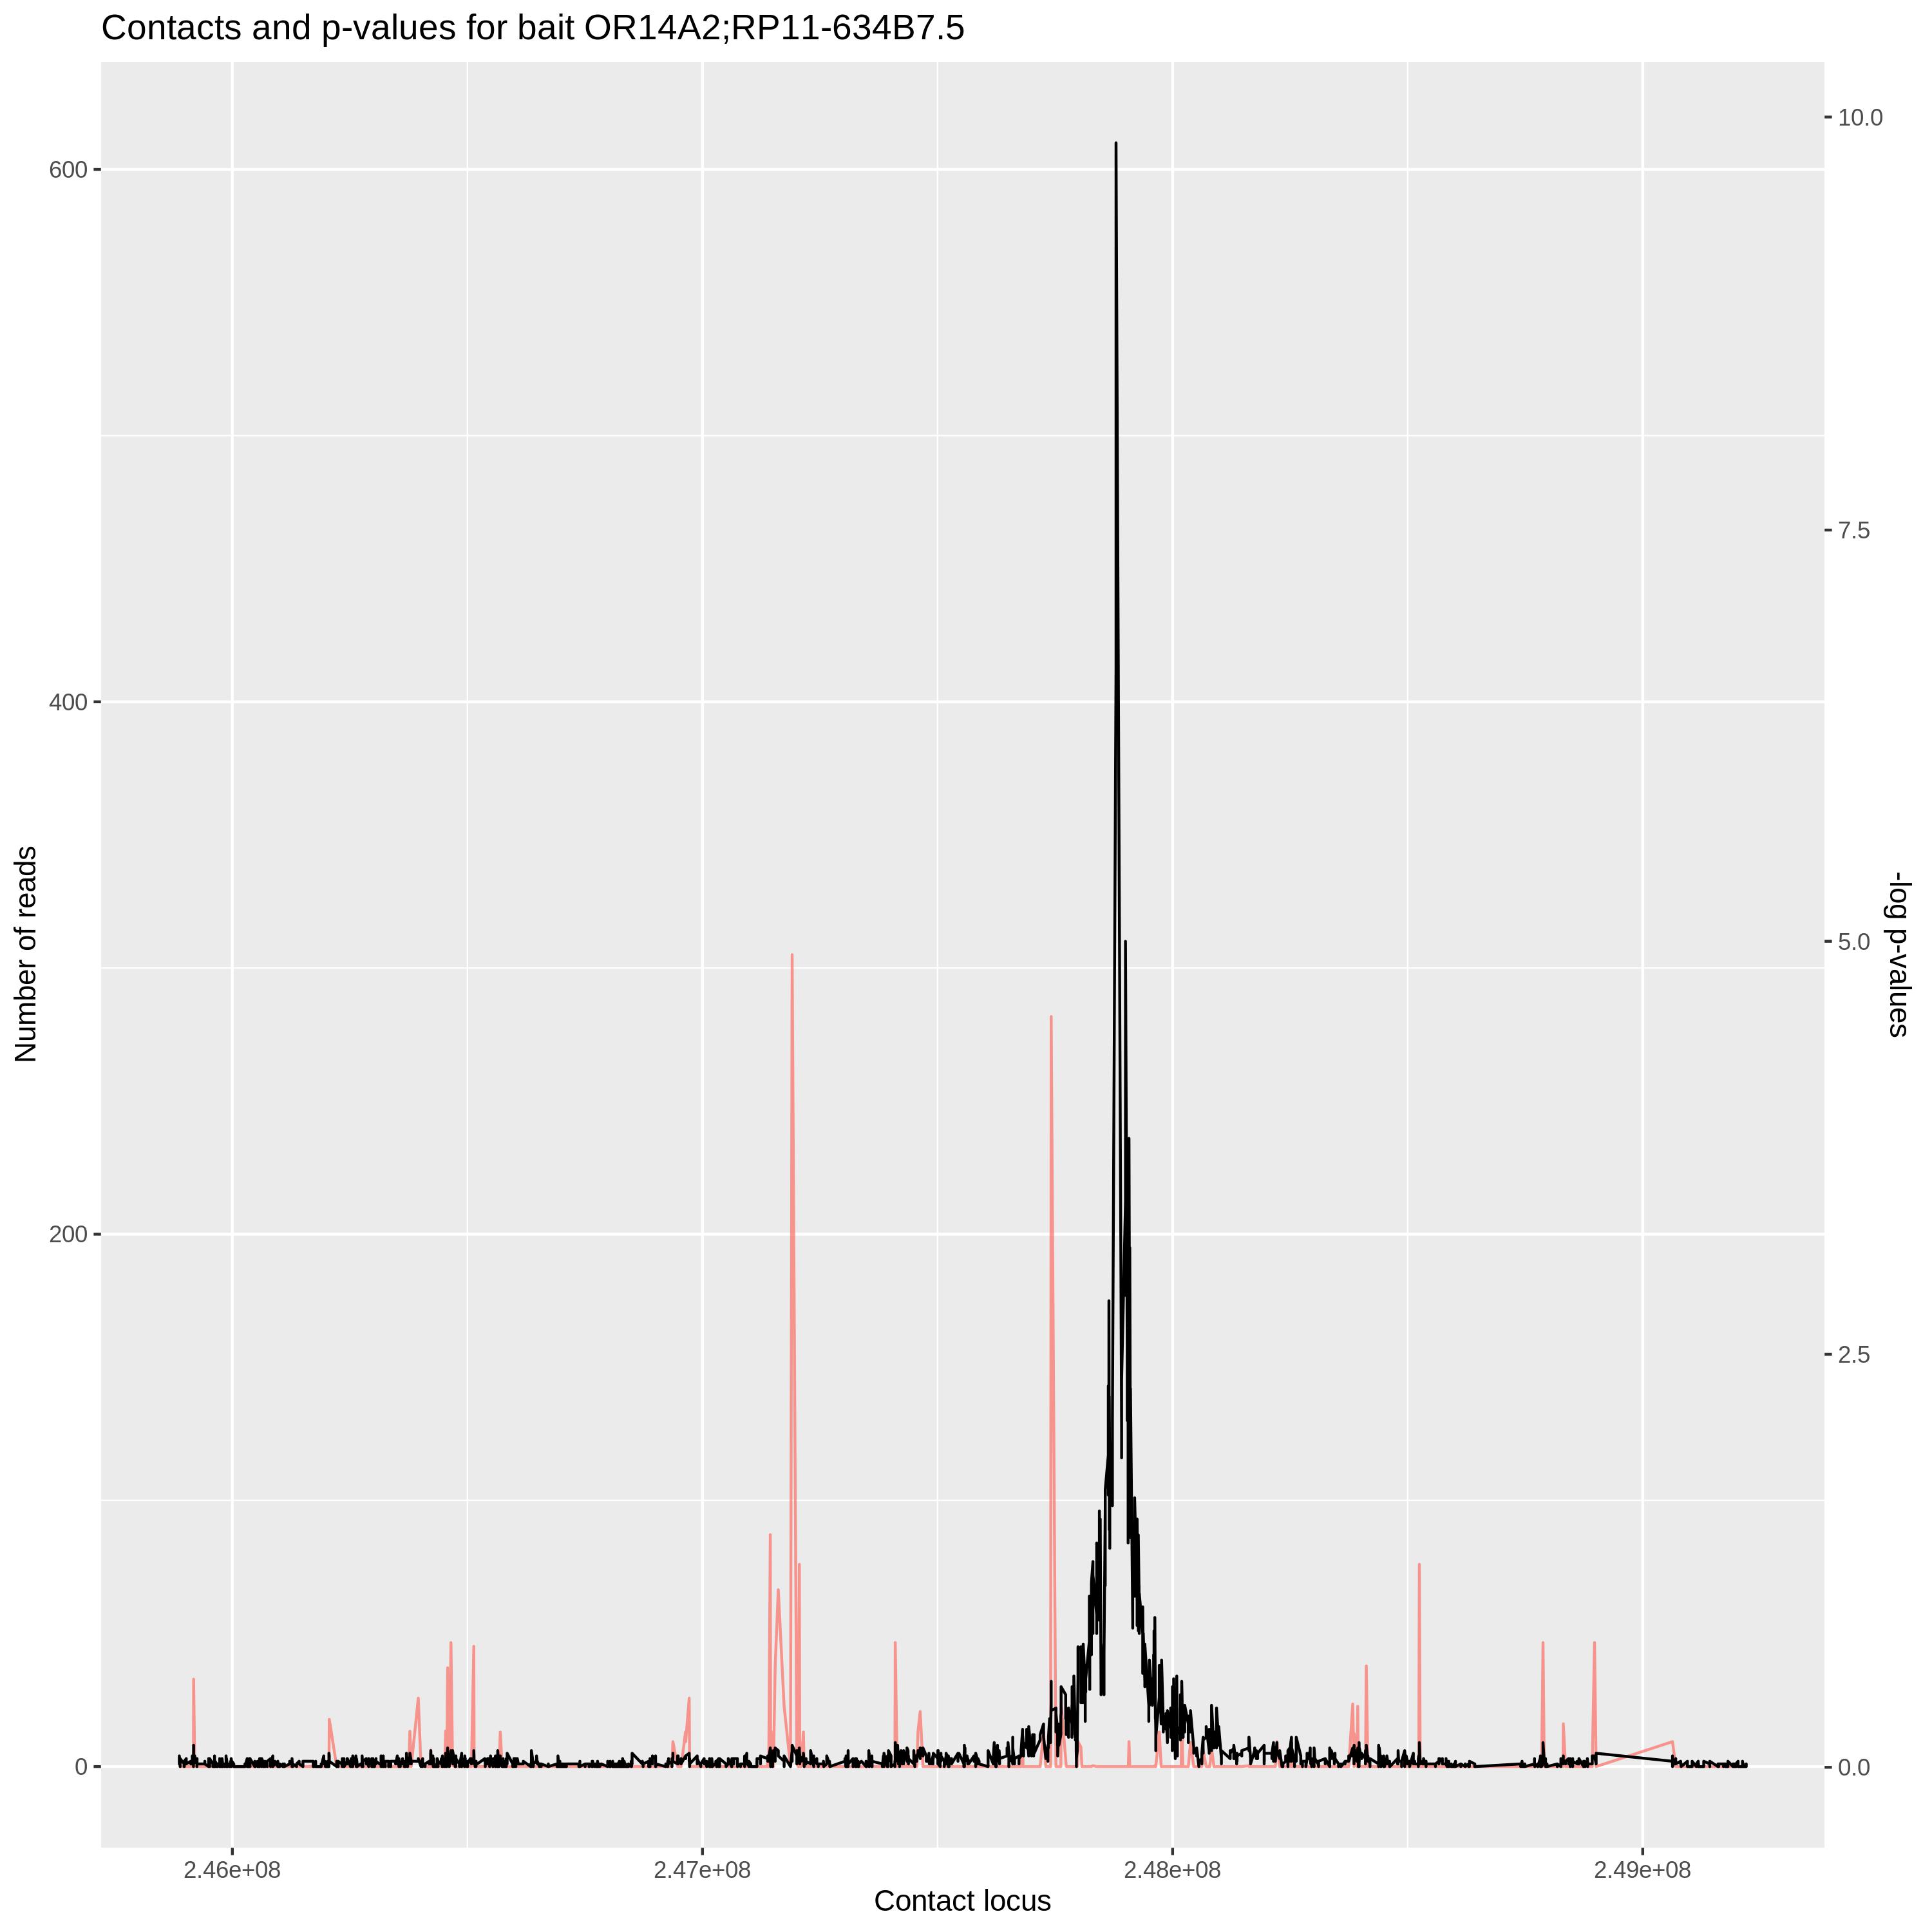 Contacts and p-values for bait OR14A2;RP11-634B7.5
Number of reads
600
400
200
0
10.0
7.5
5.0
2.5
0.0
-log p-values
2.46e+08 2.47e+08 2.48e+08 2.49e+08
Contact locus